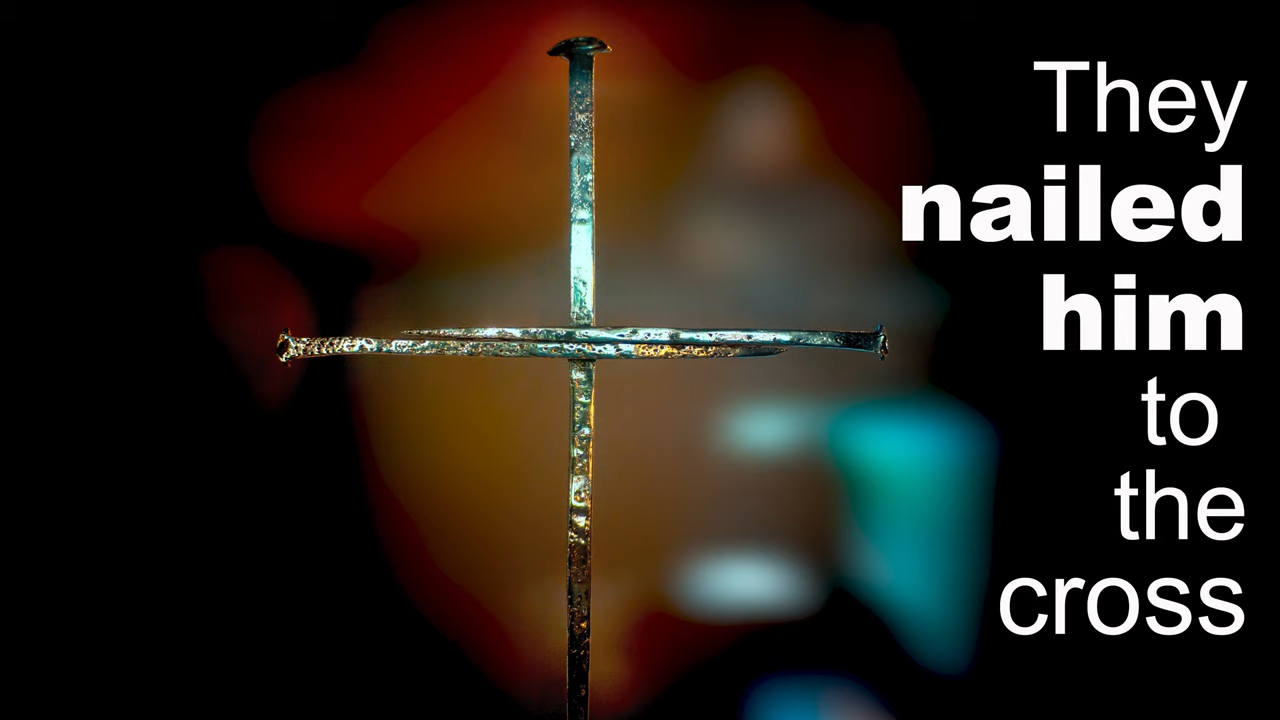 They
nailed
him
to
the
cross